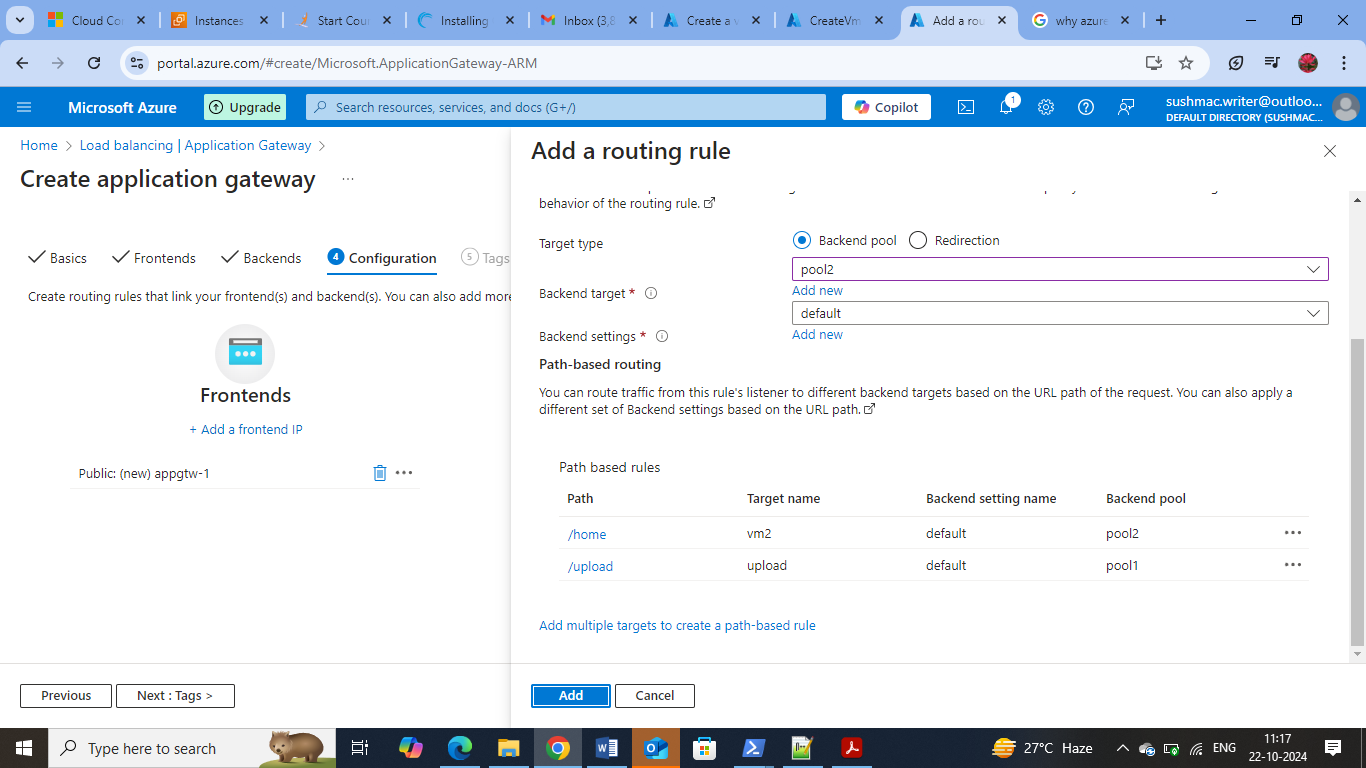 Cloud Co
Instances
Start Cou
Installing
Inbox (3,8
Create a v
CreateVm
Add a rou
why azure
portal.azure.com/#create/Microsoft.ApplicationGateway-ARM
Microsoft Azure
Upgrade
Search resources, services, and docs (G+/)
Copilot
1
sushmac.writer@outloo...
DEFAULT DIRECTORY (SUSHMAC....
Home > Load balancing | Application Gateway >
Create application gateway ...
Basics
Frontends
Backends
4 Configuration
5 Tags
Create routing rules that link your frontend(s) and backend(s). You can also add more
Frontends
+ Add a frontend IP
Public: (new) appgtw-1
Previous
Next : Tags >
Add a routing rule
behavior of the routing rule.
Target type
Backend pool
Redirection
pool2
Backend target *
Add new
default
Backend settings *
Add new
Path-based routing
You can route traffic from this rule's listener to different backend targets based on the URL path of the request. You can also apply a
different set of Backend settings based on the URL path.
Path based rules
Path Target name Backend setting name Backend pool
/home vm2 default pool2
/upload upload default pool1
Add multiple targets to create a path-based rule
Add
Cancel
Type here to search
27°C Haze
ENG
11:17
22-10-2024